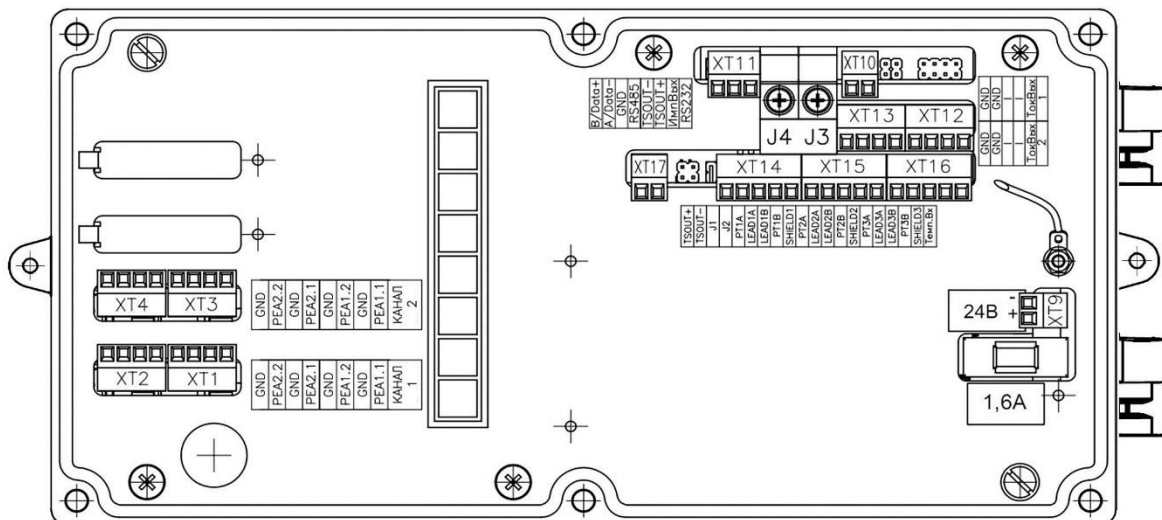 XT11
XT10
B/Data+
A/Data-
GND
RS485
TSOUT-
TSOUT+
ИмпВых
RS232
J4
J3
XT13
XT12
GND
GND
I
I
ТокВых
1
GND
GND
I
I
ТокВых
2
XT17
XT14
XT15
XT16
TSOUT+
TSOUT-
J1
J2
PT1A
LEAD1A
LEAD1B
PT1B
SHIELD1
PT2A
LEAD2A
LEAD2B
PT2B
SHIELD2
PT3A
LEAD3A
LEAD3B
PT3B
SHIELD3
Темп.Вх
XT4
XT3
GND
PEA2.2
GND
PEA2.1
GND
PEA1.2
GND
PEA1.1
КАНАЛ
2
24В
-
+
XT9
XT2
XT1
GND
PEA2.2
GND
PEA2.1
GND
PEA1.2
GND
PEA1.1
КАНАЛ
1
1,6А